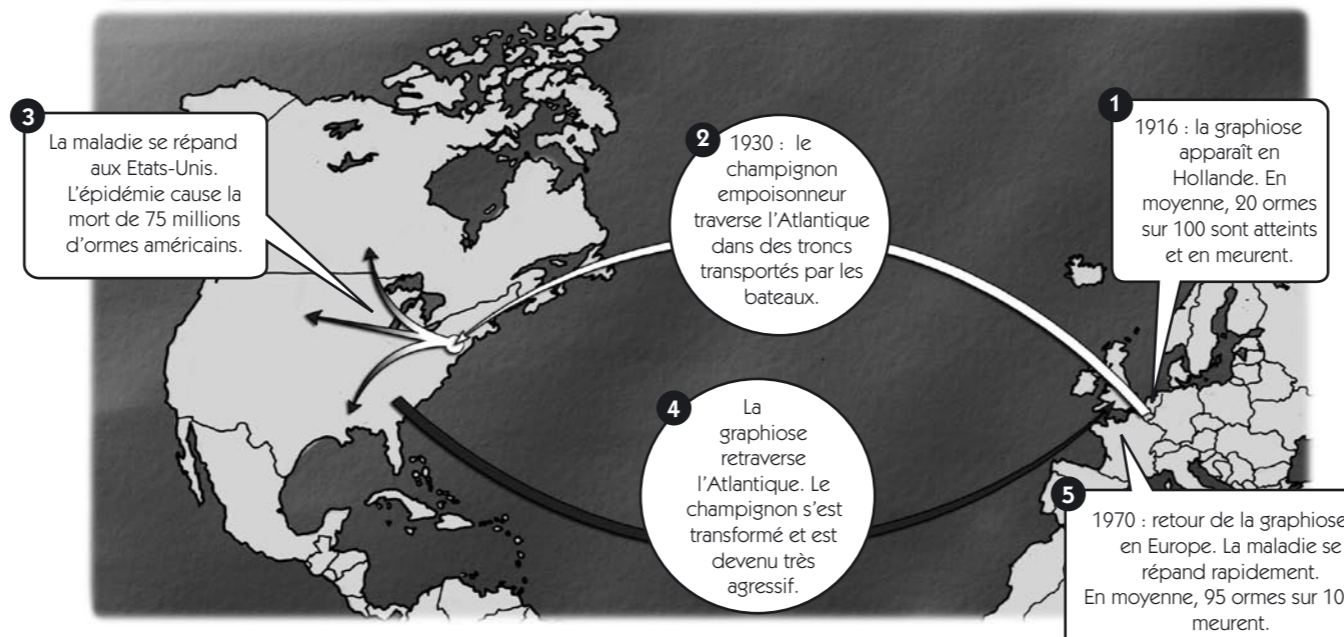 1
1916 : la graphiose
apparaît en
Hollande. En
moyenne, 20 ormes
sur 100 sont atteints
et en meurent.
2
1930 : le
champignon
empoisonneur
traverse l'Atlantique
dans des troncs
transportés par les
bateaux.
3
La maladie se répand
aux Etats-Unis.
L'épidémie cause la
mort de 75 millions
d'ormes américains.
4
La
graphiose
retraverse
l'Atlantique. Le
champignon s'est
transformé et est
devenu très
agressif.
5
1970 : retour de la graphiose
en Europe. La maladie se
répand rapidement.
En moyenne, 95 ormes sur 10
meurent.